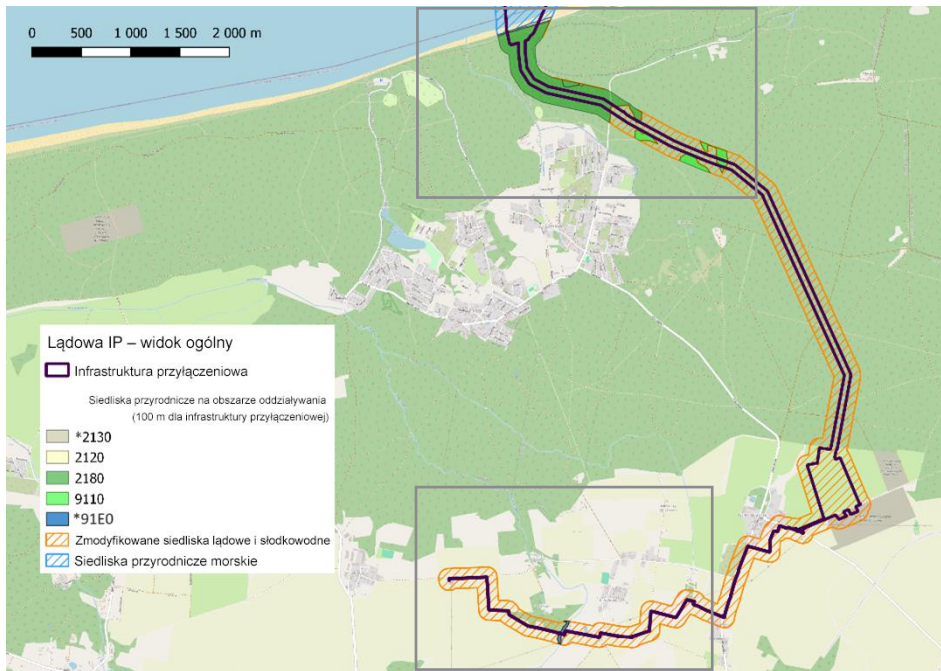 0 500 1 000 1 500 2 000 m
Lądowa IP – widok ogólny
Infrastruktura przyłączeniowa
Siedliska przyrodnicze na obszarze oddziaływania
(100 m dla infrastruktury przyłączeniowej)
*2130
2120
2180
9110
*91E0
Zmodyfikowane siedliska lądowe i słodkowodne
Siedliska przyrodnicze morskie